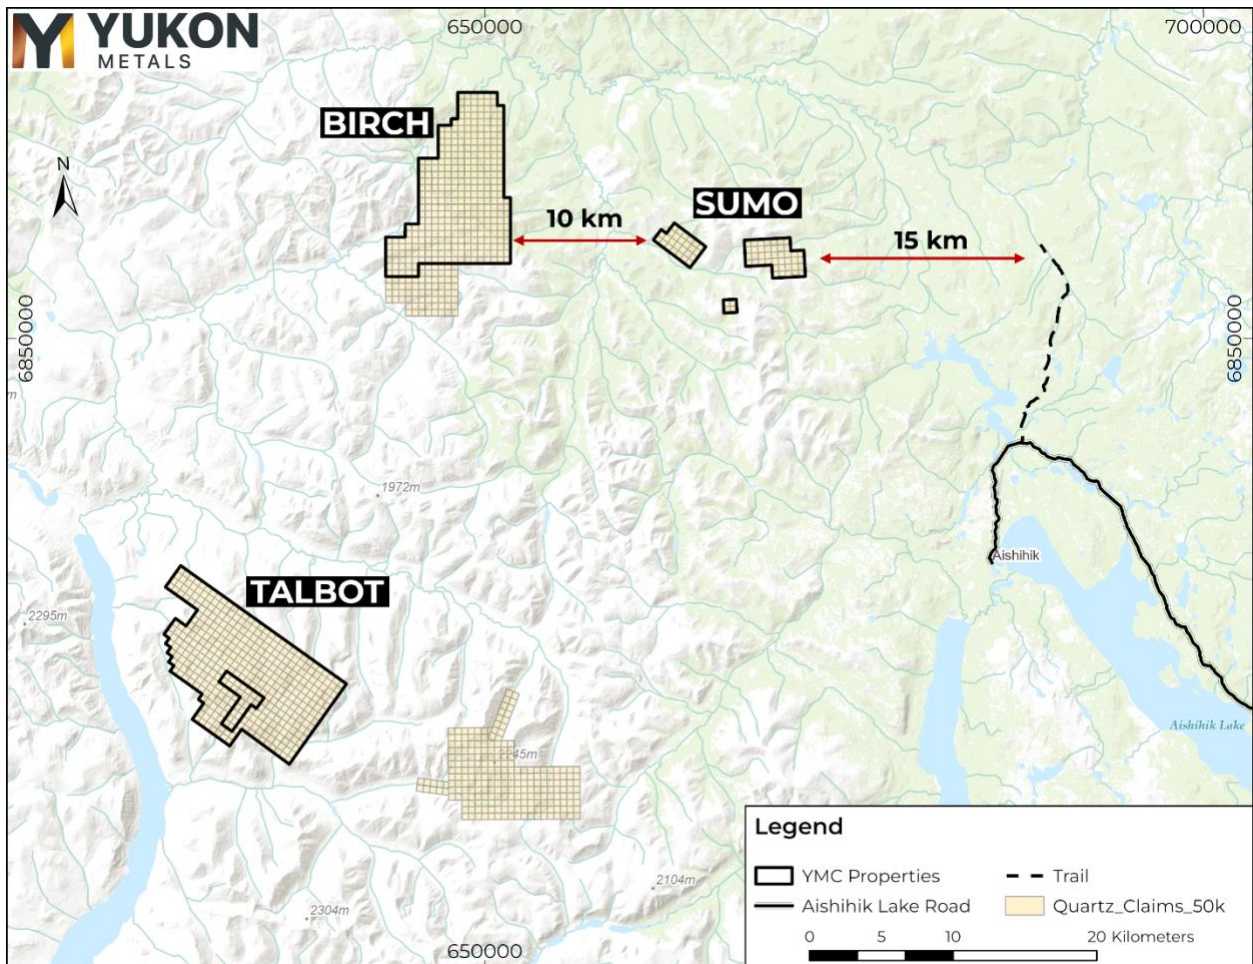 YUKON
METALS
650000
700000
BIRCH
N
SUMO
10 km
15 km
6850000
6850000
m
1972m
Aishihik
TALBOT
2295m
45m
Aishihik Lake
2104m
2304m
650000
Legend
YMC Properties
Trail
Aishihik Lake Road
Quartz_Claims_50k
0 5 10 20 Kilometers